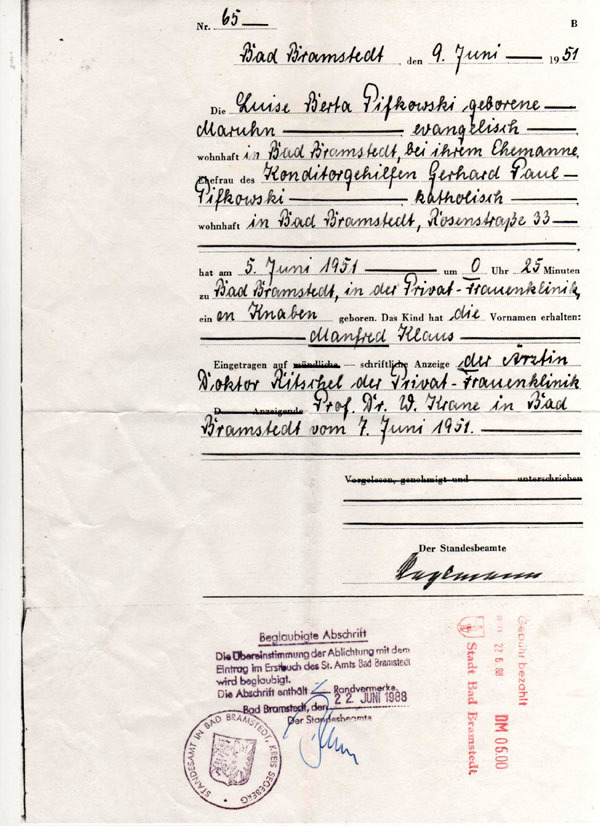 Nr. 65 B
Bad Bramstedt, den 9. Juni 1951
Die Luise Berta Pifkowski geborene
Maruhn evangelisch,
wohnhaft in Bad Bramstedt, bei ihrem Ehemanne,
Ehefrau des Konditorgehilfen Gerhard Paul
Pifkowski katholisch,
wohnhaft in Bad Bramstedt, Rosenstraße 33
hat am 5. Juni 1951 um 0 Uhr 25 Minuten
zu Bad Bramstedt, in der Privat-Frauenklinik,
ein en Knaben geboren. Das Kind hat die Vornamen erhalten:
Manfred Klaus
Eingetragen auf mündliche — schriftliche Anzeige der Ärztin
Doktor Ritschel der Privat-Frauenklinik
D Anzeigende Prof. Dr. W. Krane in Bad
Bramstedt vom 7. Juni 1951.
Vorgelesen, genehmigt und unterschrieben
Der Standesbeamte
Beglaubigte Abschrift
Die Übereinstimmung der Ablichtung mit dem
Eintrag im Erstbuch des St. Amts Bad Bramstedt
wird beglaubigt.
Die Abschrift enthält Randvermerke.
Bad Bramstedt, den 22. JUNI 1988
Der Standesbeamte
STANDESAMT IN BAD BRAMSTEDT, KREIS SEGEBERG
Gebühr bezahlt
am 22 6 88 DM 06.00
Stadt Bad Bramstedt